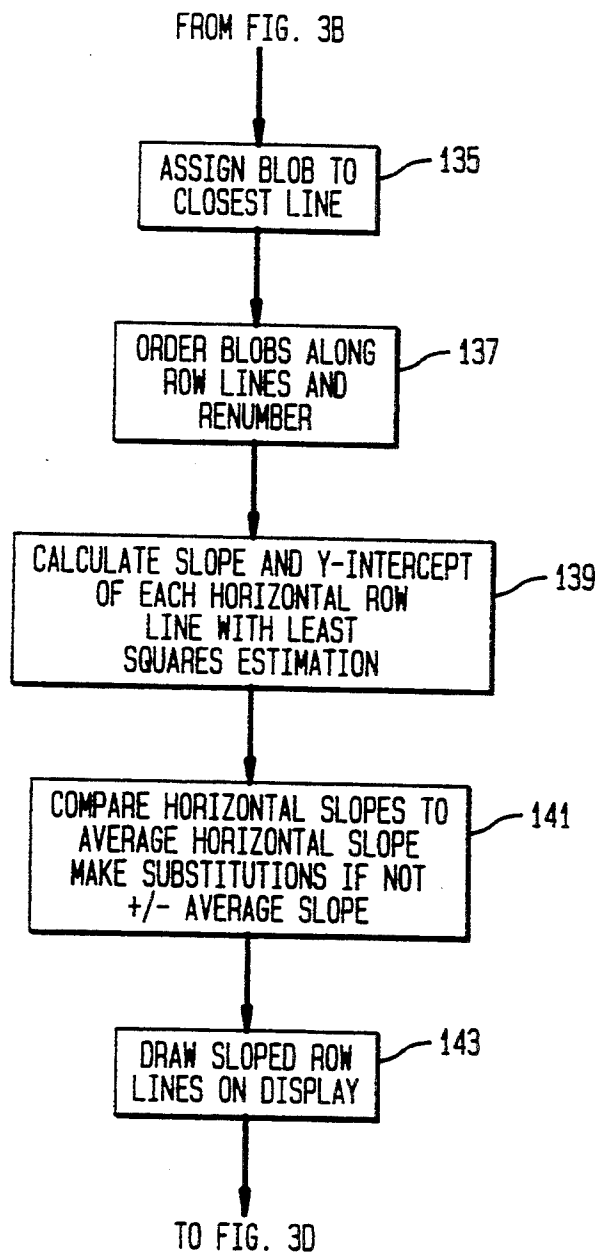 FROM FIG. 3B
ASSIGN BLOB TO
CLOSEST LINE
135
ORDER BLOBS ALONG
ROW LINES AND
RENUMBER
137
CALCULATE SLOPE AND Y-INTERCEPT
OF EACH HORIZONTAL ROW
LINE WITH LEAST
SQUARES ESTIMATION
139
COMPARE HORIZONTAL SLOPES TO
AVERAGE HORIZONTAL SLOPE
MAKE SUBSTITUTIONS IF NOT
+/- AVERAGE SLOPE
141
DRAW SLOPED ROW
LINES ON DISPLAY
143
TO FIG. 3D